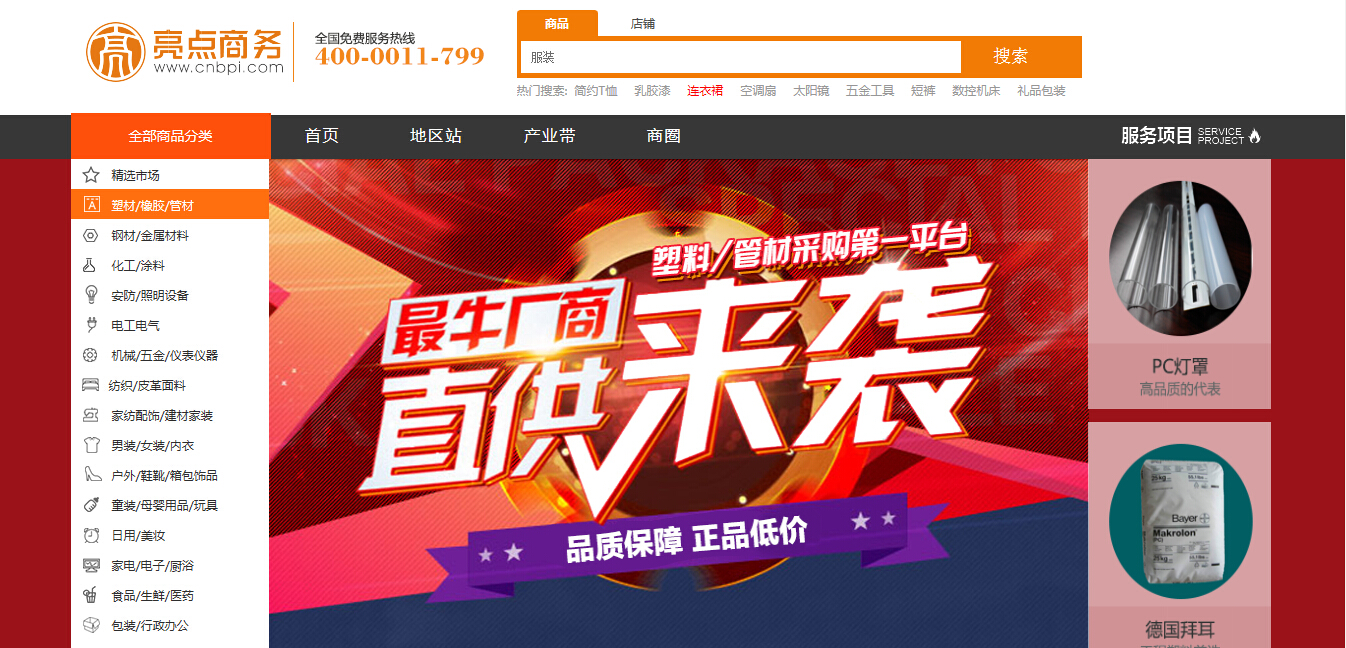 亮点商务
www.cnbpi.com
全国免费服务热线
400-0011-799
商品 店铺
服装 搜索
热门搜索: 简约T恤 乳胶漆 连衣裙 空调扇 太阳镜 五金工具 短裤 数控机床 礼品包装
全部商品分类 首页 地区站 产业带 商圈 服务项目 SERVICE PROJECT
精选市场
塑材/橡胶/管材
钢材/金属材料
化工/涂料
安防/照明设备
电工电气
机械/五金/仪表仪器
纺织/皮革面料
家纺配饰/建材家装
男装/女装/内衣
户外/鞋靴/箱包饰品
童装/母婴用品/玩具
日用/美妆
家电/电子/厨浴
食品/生鲜/医药
包装/行政办公
塑料/管材采购第一平台
最牛厂商
直供来袭
品质保障 正品低价
PC灯罩
高品质的代表
Bayer
Makrolon
德国拜耳